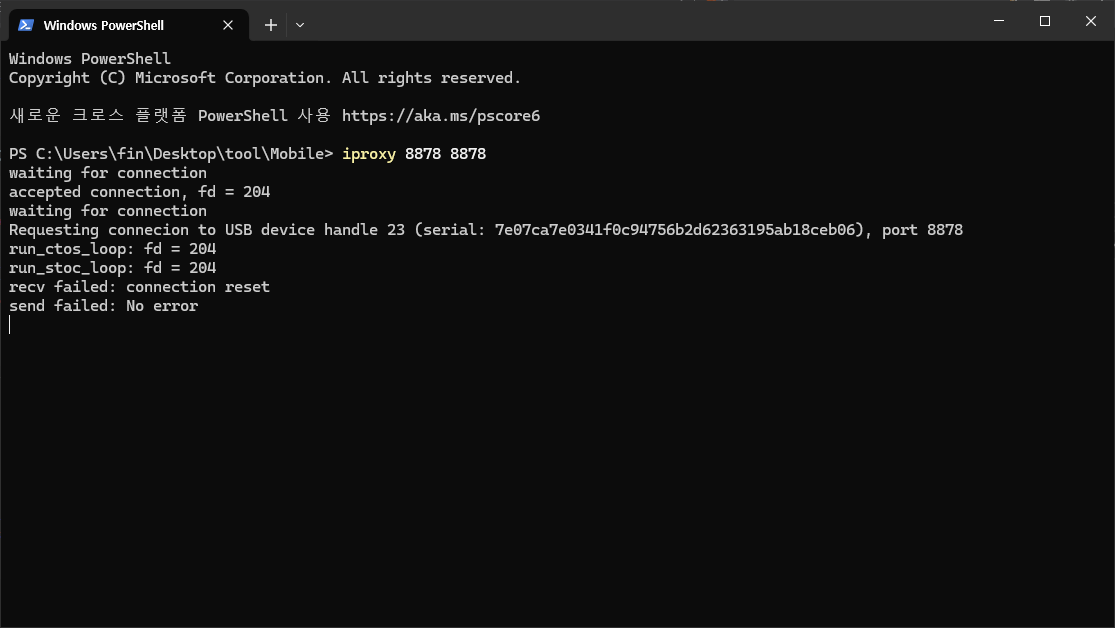 Windows PowerShell
Windows PowerShell
Copyright (C) Microsoft Corporation. All rights reserved.
새로운 크로스 플랫폼 PowerShell 사용 https://aka.ms/pscore6
PS C:\Users\fin\Desktop\tool\Mobile> iproxy 8878 8878
waiting for connection
accepted connection, fd = 204
waiting for connection
Requesting connecion to USB device handle 23 (serial: 7e07ca7e0341f0c94756b2d62363195ab18ceb06), port 8878
run_ctos_loop: fd = 204
run_stoc_loop: fd = 204
recv failed: connection reset
send failed: No error